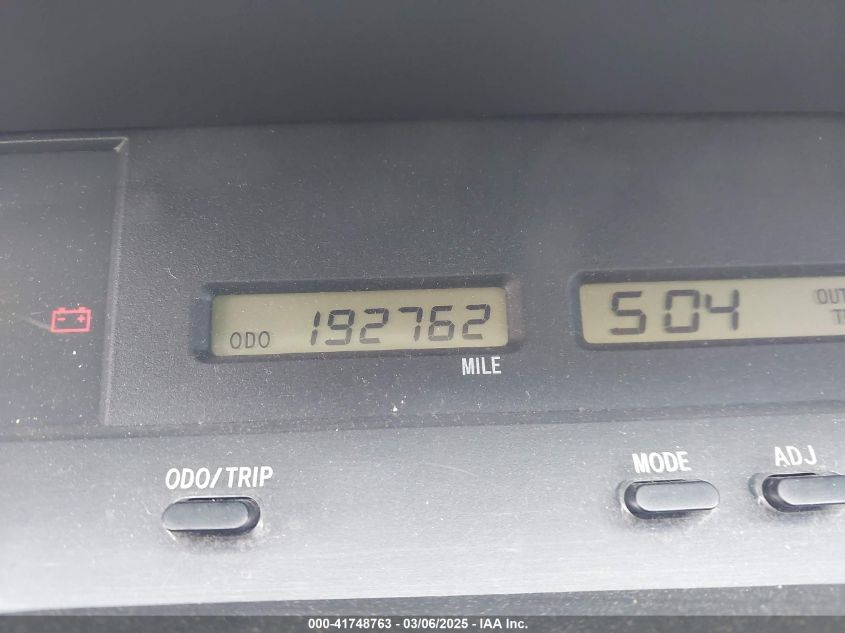 ODO 192762
MILE
504
OUT
ODO/TRIP
MODE
ADJ
000-41748763 - 03/06/2025 - IAA Inc.